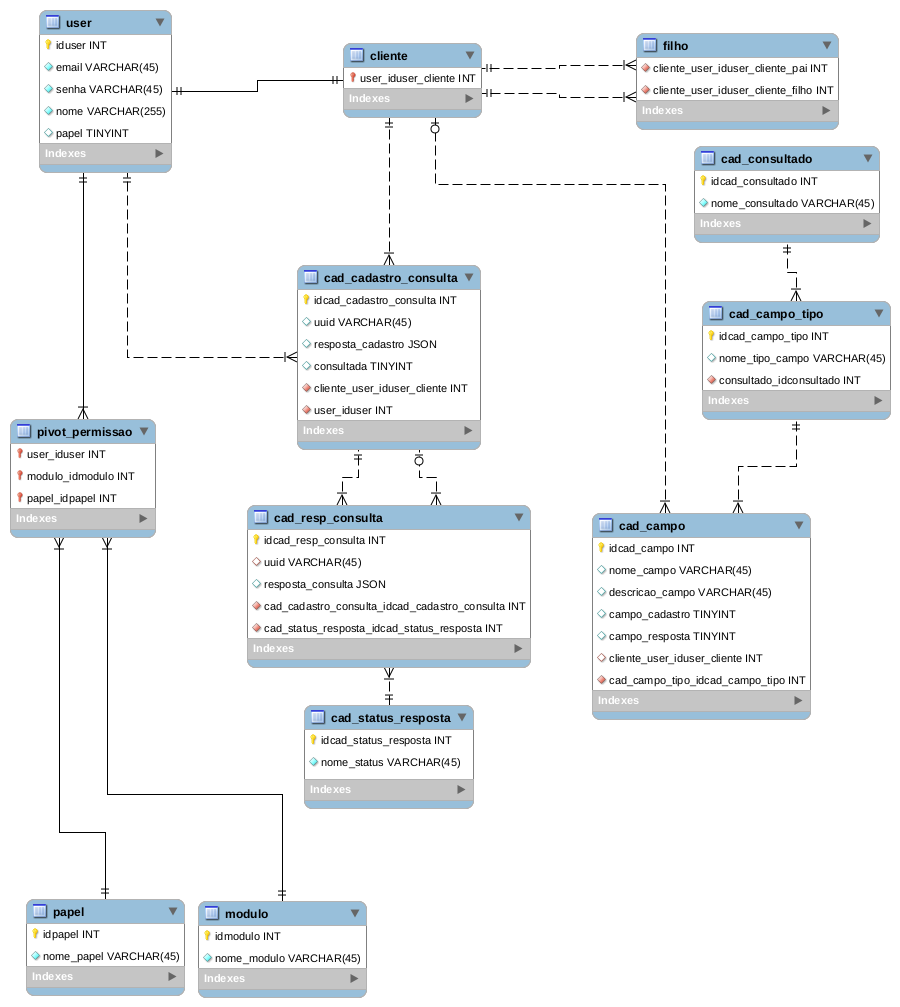 user
iduser INT
email VARCHAR(45)
senha VARCHAR(45)
nome VARCHAR(255)
papel TINYINT
Indexes
cliente
user_iduser_cliente INT
Indexes
filho
cliente_user_iduser_cliente_pai INT
cliente_user_iduser_cliente_filho INT
Indexes
cad_consultado
idcad_consultado INT
nome_consultado VARCHAR(45)
Indexes
cad_cadastro_consulta
idcad_cadastro_consulta INT
uuid VARCHAR(45)
resposta_cadastro JSON
consultada TINYINT
cliente_user_iduser_cliente INT
user_iduser INT
Indexes
cad_campo_tipo
idcad_campo_tipo INT
nome_tipo_campo VARCHAR(45)
consultado_idconsultado INT
Indexes
pivot_permissao
user_iduser INT
modulo_idmodulo INT
papel_idpapel INT
Indexes
cad_resp_consulta
idcad_resp_consulta INT
uuid VARCHAR(45)
resposta_consulta JSON
cad_cadastro_consulta_idcad_cadastro_consulta INT
cad_status_resposta_idcad_status_resposta INT
Indexes
cad_campo
idcad_campo INT
nome_campo VARCHAR(45)
descricao_campo VARCHAR(45)
campo_cadastro TINYINT
campo_resposta TINYINT
cliente_user_iduser_cliente INT
cad_campo_tipo_idcad_campo_tipo INT
Indexes
cad_status_resposta
idcad_status_resposta INT
nome_status VARCHAR(45)
Indexes
papel
idpapel INT
nome_papel VARCHAR(45)
Indexes
modulo
idmodulo INT
nome_modulo VARCHAR(45)
Indexes